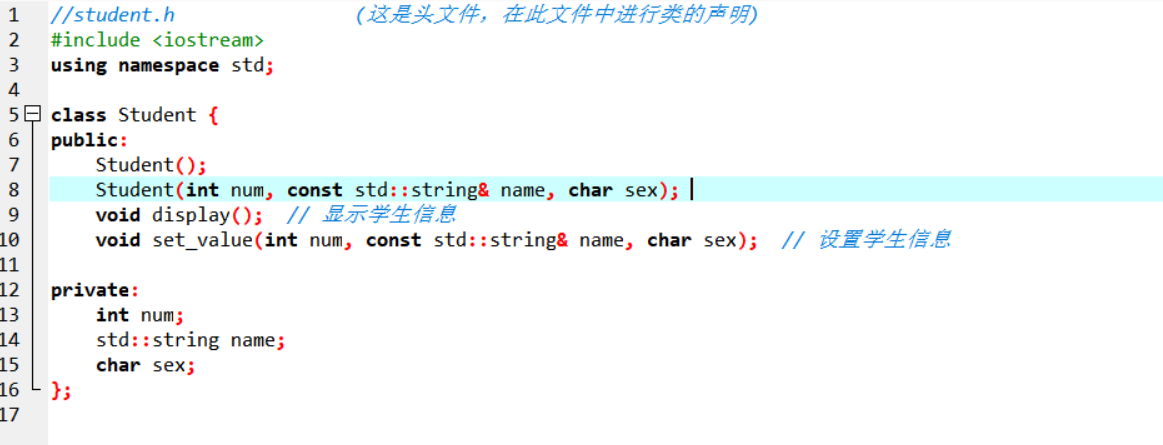 1 //student.h (这是头文件，在此文件中进行类的声明)
2 #include <iostream>
3 using namespace std;
4
5 class Student {
6 public:
7 Student();
8 Student(int num, const std::string& name, char sex);
9 void display(); // 显示学生信息
10 void set_value(int num, const std::string& name, char sex); // 设置学生信息
11
12 private:
13 int num;
14 std::string name;
15 char sex;
16 };
17